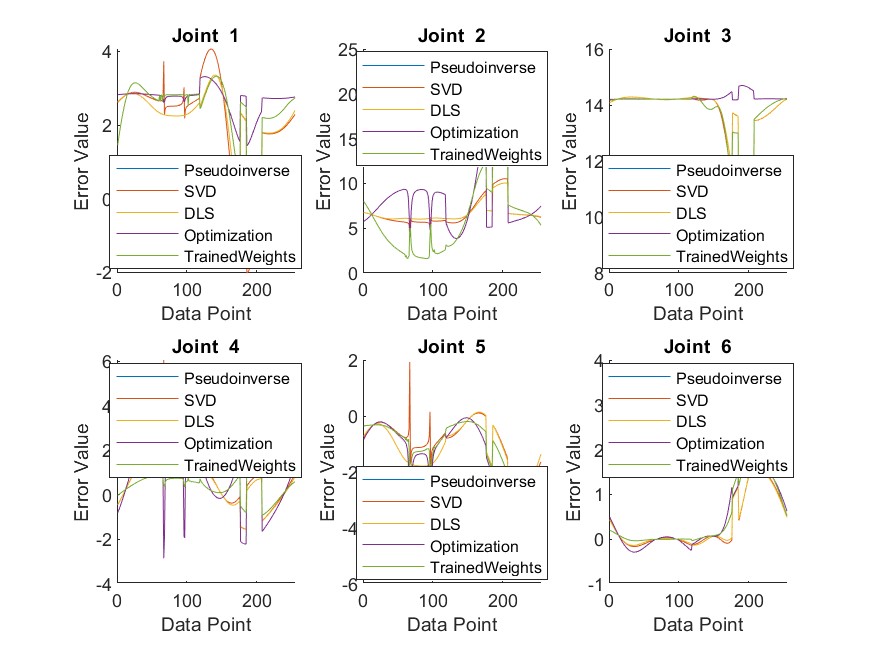 Joint 1
4
2
0
-2
Error Value
Pseudoinverse
SVD
DLS
Optimization
TrainedWeights
0 100 200
Data Point
Joint 2
25
20
15
10
5
0
Error Value
Pseudoinverse
SVD
DLS
Optimization
TrainedWeights
0 100 200
Data Point
Joint 3
16
14
12
10
8
Error Value
Pseudoinverse
SVD
DLS
Optimization
TrainedWeights
0 100 200
Data Point
Joint 4
6
4
2
0
-2
-4
Error Value
Pseudoinverse
SVD
DLS
Optimization
TrainedWeights
0 100 200
Data Point
Joint 5
2
0
-2
-4
-6
Error Value
Pseudoinverse
SVD
DLS
Optimization
TrainedWeights
0 100 200
Data Point
Joint 6
4
3
2
1
0
-1
Error Value
Pseudoinverse
SVD
DLS
Optimization
TrainedWeights
0 100 200
Data Point